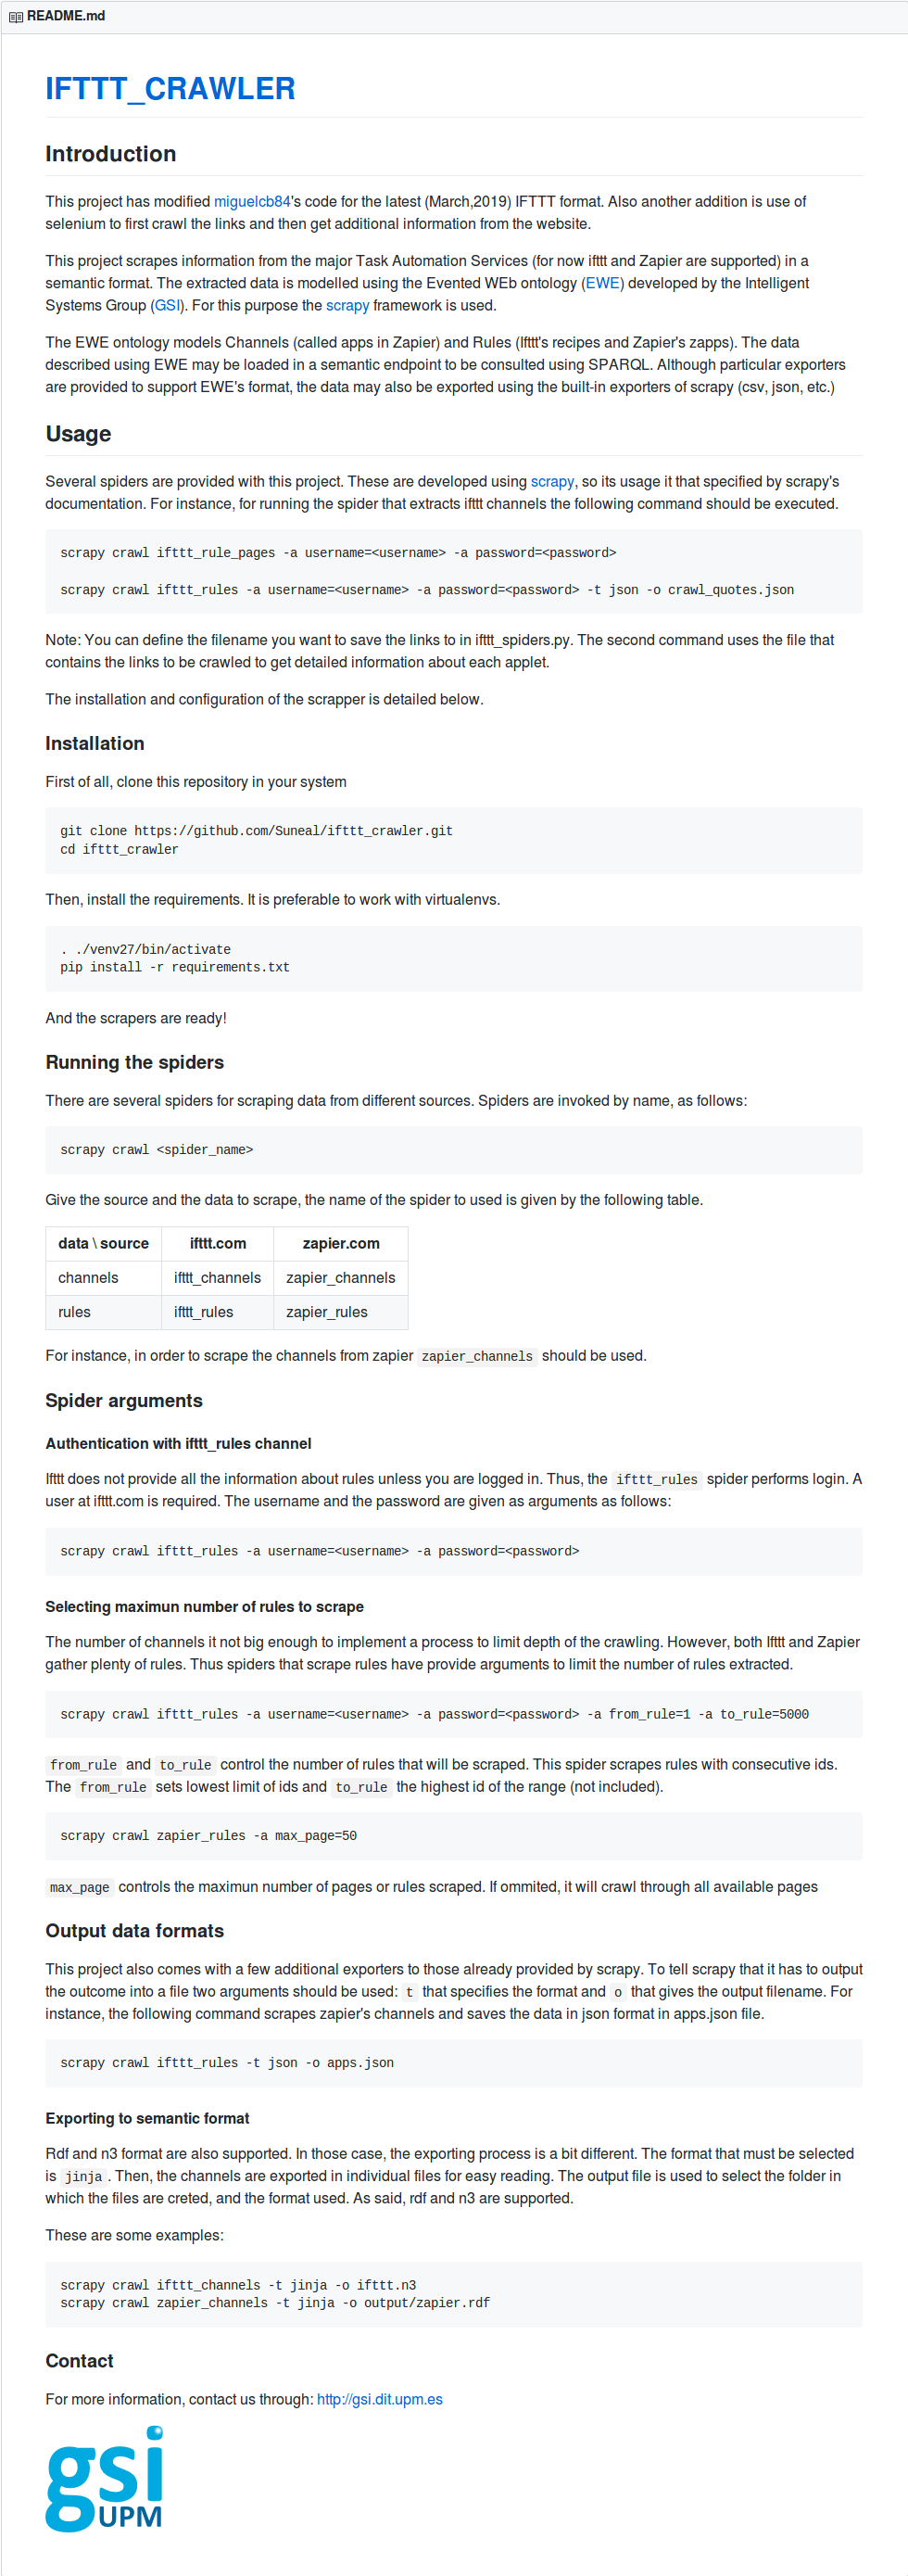 README.md
IFTTT_CRAWLER
Introduction
This project has modified miguelcb84's code for the latest (March,2019) IFTTT format. Also another addition is use of
selenium to first crawl the links and then get additional information from the website.
This project scrapes information from the major Task Automation Services (for now ifttt and Zapier are supported) in a
semantic format. The extracted data is modelled using the Evented WEb ontology (EWE) developed by the Intelligent
Systems Group (GSI). For this purpose the scrapy framework is used.
The EWE ontology models Channels (called apps in Zapier) and Rules (Ifttt's recipes and Zapier's zapps). The data
described using EWE may be loaded in a semantic endpoint to be consulted using SPARQL. Although particular exporters
are provided to support EWE's format, the data may also be exported using the built-in exporters of scrapy (csv, json, etc.)
Usage
Several spiders are provided with this project. These are developed using scrapy, so its usage it that specified by scrapy's
documentation. For instance, for running the spider that extracts ifttt channels the following command should be executed.
scrapy crawl ifttt_rule_pages -a username=<username> -a password=<password>
scrapy crawl ifttt_rules -a username=<username> -a password=<password> -t json -o crawl_quotes.json
Note: You can define the filename you want to save the links to in ifttt_spiders.py. The second command uses the file that
contains the links to be crawled to get detailed information about each applet.
The installation and configuration of the scrapper is detailed below.
Installation
First of all, clone this repository in your system
git clone https://github.com/Suneal/ifttt_crawler.git
cd ifttt_crawler
Then, install the requirements. It is preferable to work with virtualenvs.
. ./venv27/bin/activate
pip install -r requirements.txt
And the scrapers are ready!
Running the spiders
There are several spiders for scraping data from different sources. Spiders are invoked by name, as follows:
scrapy crawl <spider_name>
Give the source and the data to scrape, the name of the spider to used is given by the following table.
data \ source ifttt.com zapier.com
channels ifttt_channels zapier_channels
rules ifttt_rules zapier_rules
For instance, in order to scrape the channels from zapier zapier_channels should be used.
Spider arguments
Authentication with ifttt_rules channel
Ifttt does not provide all the information about rules unless you are logged in. Thus, the ifttt_rules spider performs login. A
user at ifttt.com is required. The username and the password are given as arguments as follows:
scrapy crawl ifttt_rules -a username=<username> -a password=<password>
Selecting maximun number of rules to scrape
The number of channels it not big enough to implement a process to limit depth of the crawling. However, both Ifttt and Zapier
gather plenty of rules. Thus spiders that scrape rules have provide arguments to limit the number of rules extracted.
scrapy crawl ifttt_rules -a username=<username> -a password=<password> -a from_rule=1 -a to_rule=5000
from_rule and to_rule control the number of rules that will be scraped. This spider scrapes rules with consecutive ids.
The from_rule sets lowest limit of ids and to_rule the highest id of the range (not included).
scrapy crawl zapier_rules -a max_page=50
max_page controls the maximun number of pages or rules scraped. If ommited, it will crawl through all available pages
Output data formats
This project also comes with a few additional exporters to those already provided by scrapy. To tell scrapy that it has to output
the outcome into a file two arguments should be used: t that specifies the format and o that gives the output filename. For
instance, the following command scrapes zapier's channels and saves the data in json format in apps.json file.
scrapy crawl ifttt_rules -t json -o apps.json
Exporting to semantic format
Rdf and n3 format are also supported. In those case, the exporting process is a bit different. The format that must be selected
is jinja. Then, the channels are exported in individual files for easy reading. The output file is used to select the folder in
which the files are creted, and the format used. As said, rdf and n3 are supported.
These are some examples:
scrapy crawl ifttt_channels -t jinja -o ifttt.n3
scrapy crawl zapier_channels -t jinja -o output/zapier.rdf
Contact
For more information, contact us through: http://gsi.dit.upm.es
gsi
UPM